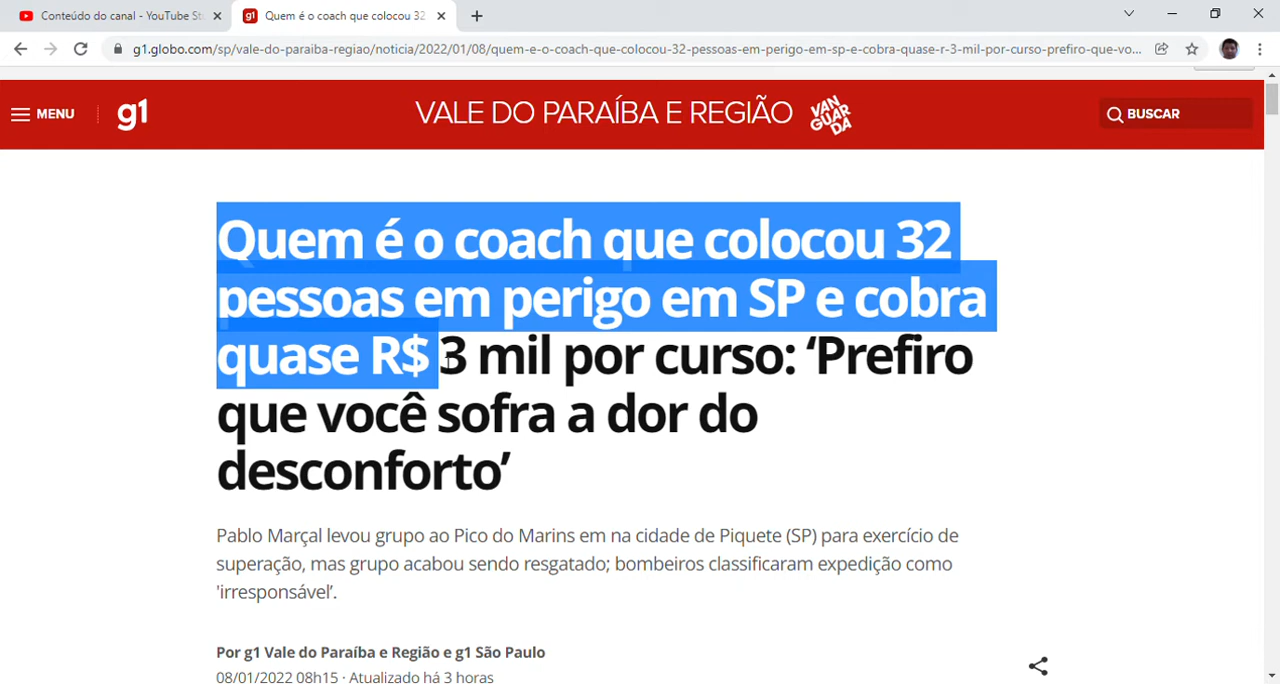 Conteúdo do canal - YouTube St
Quem é o coach que colocou 32
g1.globo.com/sp/vale-do-paraiba-regiao/noticia/2022/01/08/quem-e-o-coach-que-colocou-32-pessoas-em-perigo-em-sp-e-cobra-quase-r-3-mil-por-curso-prefiro-que-vo...
MENU
g1
VALE DO PARAÍBA E REGIÃO
VAN
GUAR
DA
BUSCAR
Quem é o coach que colocou 32
pessoas em perigo em SP e cobra
quase R$ 3 mil por curso: ‘Prefiro
que você sofra a dor do
desconforto’
Pablo Marçal levou grupo ao Pico do Marins em na cidade de Piquete (SP) para exercício de
superação, mas grupo acabou sendo resgatado; bombeiros classificaram expedição como
'irresponsável'.
Por g1 Vale do Paraíba e Região e g1 São Paulo
08/01/2022 08h15 · Atualizado há 3 horas